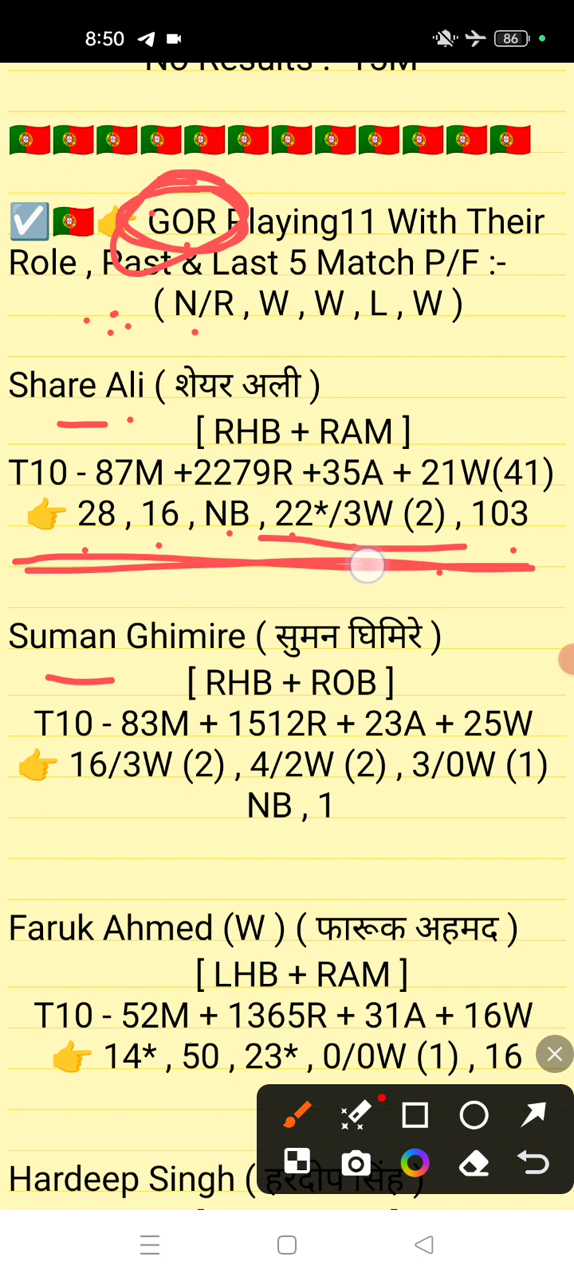 8:50
86
No Results : 15M
GOR Playing11 With Their
Role , Past & Last 5 Match P/F :-
( N/R , W , W , L , W )
Share Ali ( शेयर अली )
[ RHB + RAM ]
T10 - 87M +2279R +35A + 21W(41)
28 , 16 , NB , 22*/3W (2) , 103
Suman Ghimire ( सुमन घिमिरे )
[ RHB + ROB ]
T10 - 83M + 1512R + 23A + 25W
16/3W (2) , 4/2W (2) , 3/0W (1)
NB , 1
Faruk Ahmed (W ) ( फारूक अहमद )
[ LHB + RAM ]
T10 - 52M + 1365R + 31A + 16W
14* , 50 , 23* , 0/0W (1) , 16
Hardeep Singh ( हरदीप सिंह )